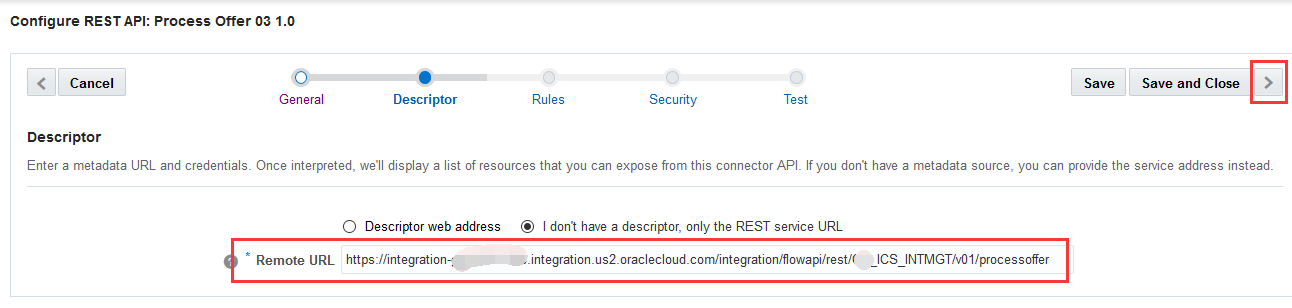 Configure REST API: Process Offer 03 1.0
Cancel
General
Descriptor
Rules
Security
Test
Save
Save and Close
Descriptor
Enter a metadata URL and credentials. Once interpreted, we'll display a list of resources that you can expose from this connector API. If you don't have a metadata source, you can provide the service address instead.
Descriptor web address
I don't have a descriptor, only the REST service URL
? * Remote URL
https://integration- .integration.us2.oraclecloud.com/integration/flowapi/rest/ _ICS_INTMGT/v01/processoffer